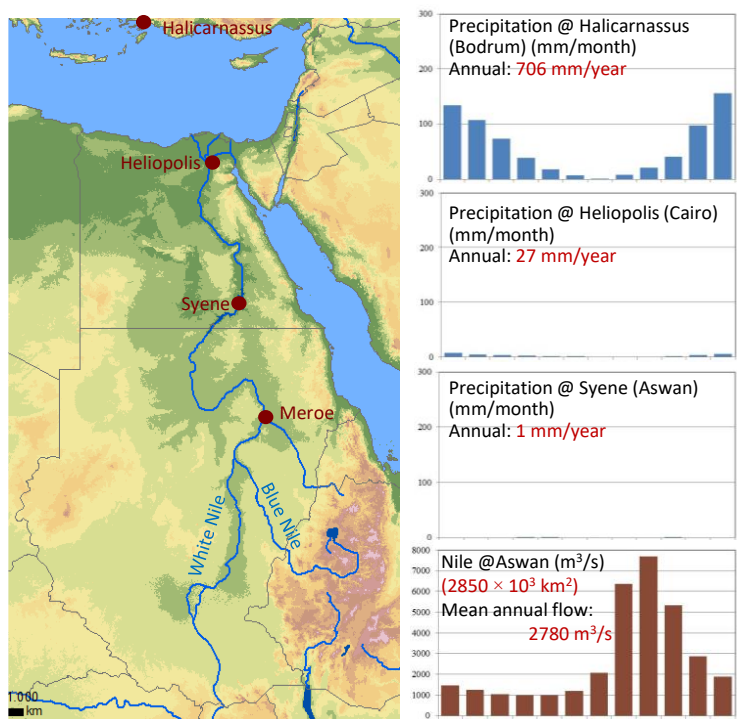 Halicarnassus
Heliopolis
Syene
Meroe
White Nile
Blue Nile
1.000
km
300
200
100
0
Precipitation @ Halicarnassus
(Bodrum) (mm/month)
Annual: 706 mm/year
300
200
100
0
Precipitation @ Heliopolis (Cairo)
(mm/month)
Annual: 27 mm/year
300
200
100
0
Precipitation @ Syene (Aswan)
(mm/month)
Annual: 1 mm/year
8000
7000
6000
5000
4000
3000
2000
1000
0
Nile @Aswan (m³/s)
(2850 × 10³ km²)
Mean annual flow:
2780 m³/s